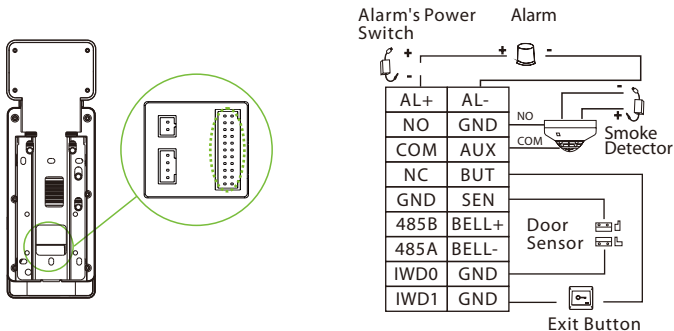 Alarm's Power
Switch
Alarm
+
-
+
-
AL+ AL-
NO GND
COM AUX
NC BUT
GND SEN
485B BELL+
485A BELL-
IWD0 GND
IWD1 GND
NO
COM
-
+
Smoke
Detector
Door
Sensor
Exit Button